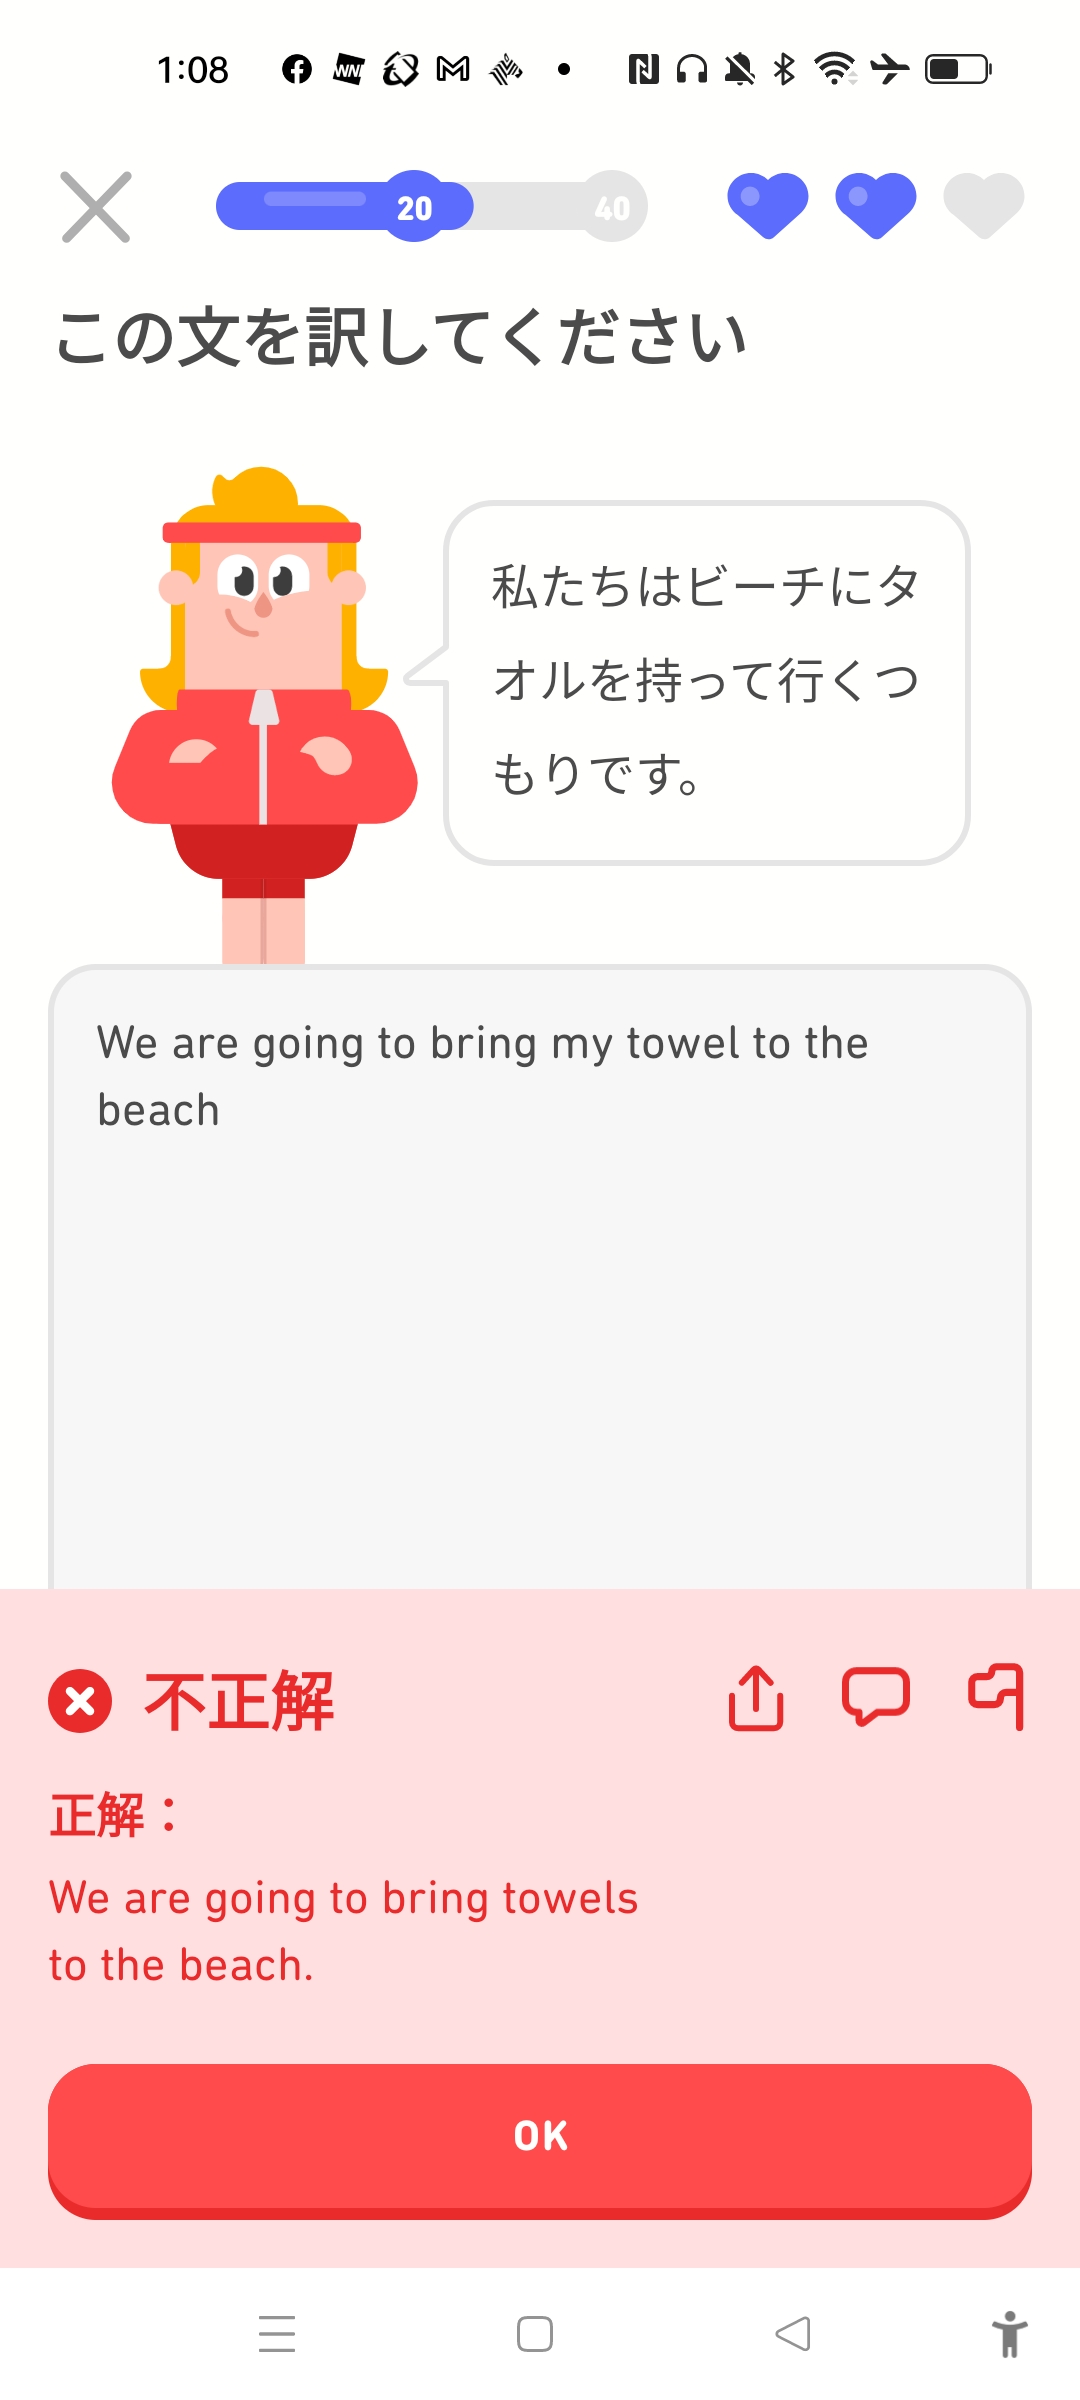 1:08
20
40
この文を訳してください
私たちはビーチにタ
オルを持って行くつ
もりです。
We are going to bring my towel to the
beach
不正解
正解：
We are going to bring towels
to the beach.
OK